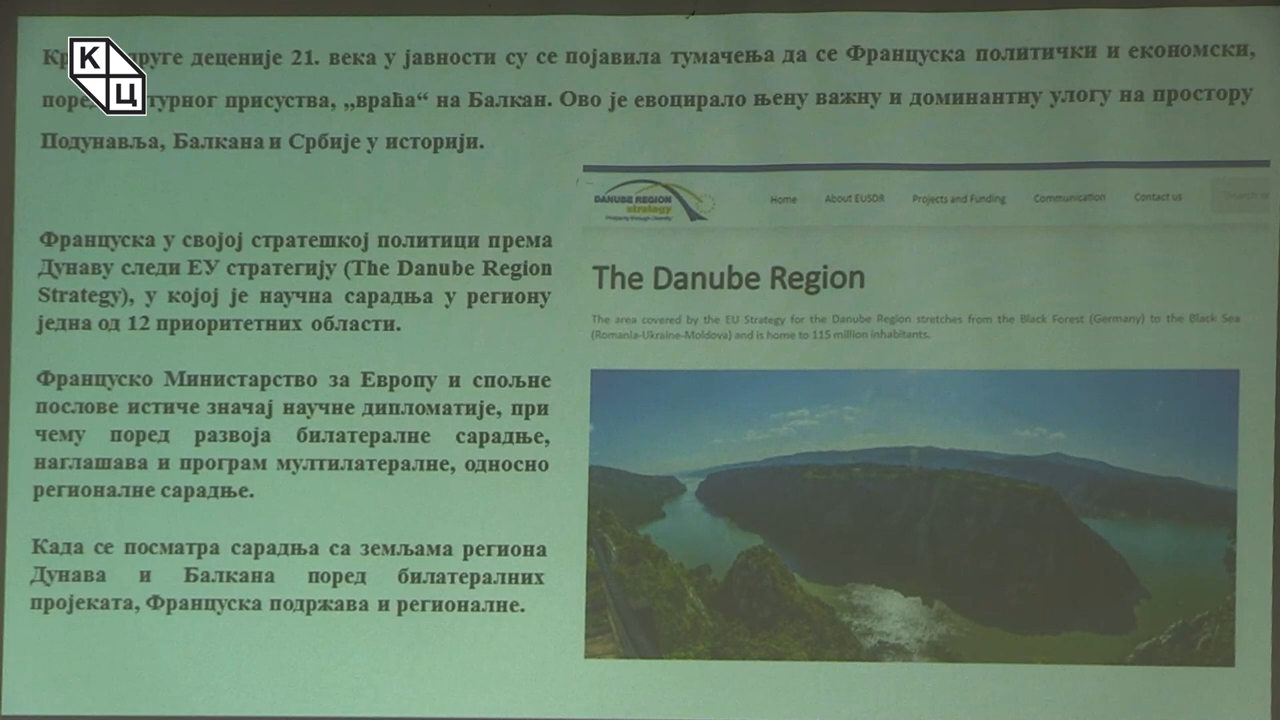 К
Ц
друге деценије 21. века у јавности су се појавила тумачења да се Француска политички и економски,
присуства, „враћа“ на Балкан. Ово је евоцирало њену важну и доминантну улогу на простору
Подунавља, Балкана и Србије у историји.
DANUBE REGION
strategy
Home About EUSDR Projects and Funding Communication Contact us
Француска у својој стратешкој политици према
Дунаву следи ЕУ стратегију (The Danube Region
Strategy), у којој је научна сарадња у региону
једна од 12 приоритетних области.
Француско Министарство за Европу и спољне
послове истиче значај научне дипломатије, при
чему поред развоја билатералне сарадње,
наглашава и програм мултилатералне, односно
регионалне сарадње.
Када се посматра сарадња са земљама региона
Дунава и Балкана поред билатералних
пројеката, Француска подржава и регионалне.
The Danube Region
The area covered by the EU Strategy for the Danube Region stretches from the Black Forest (Germany) to the Black Sea
(Romania-Ukraine-Moldova) and is home to 115 million inhabitants.